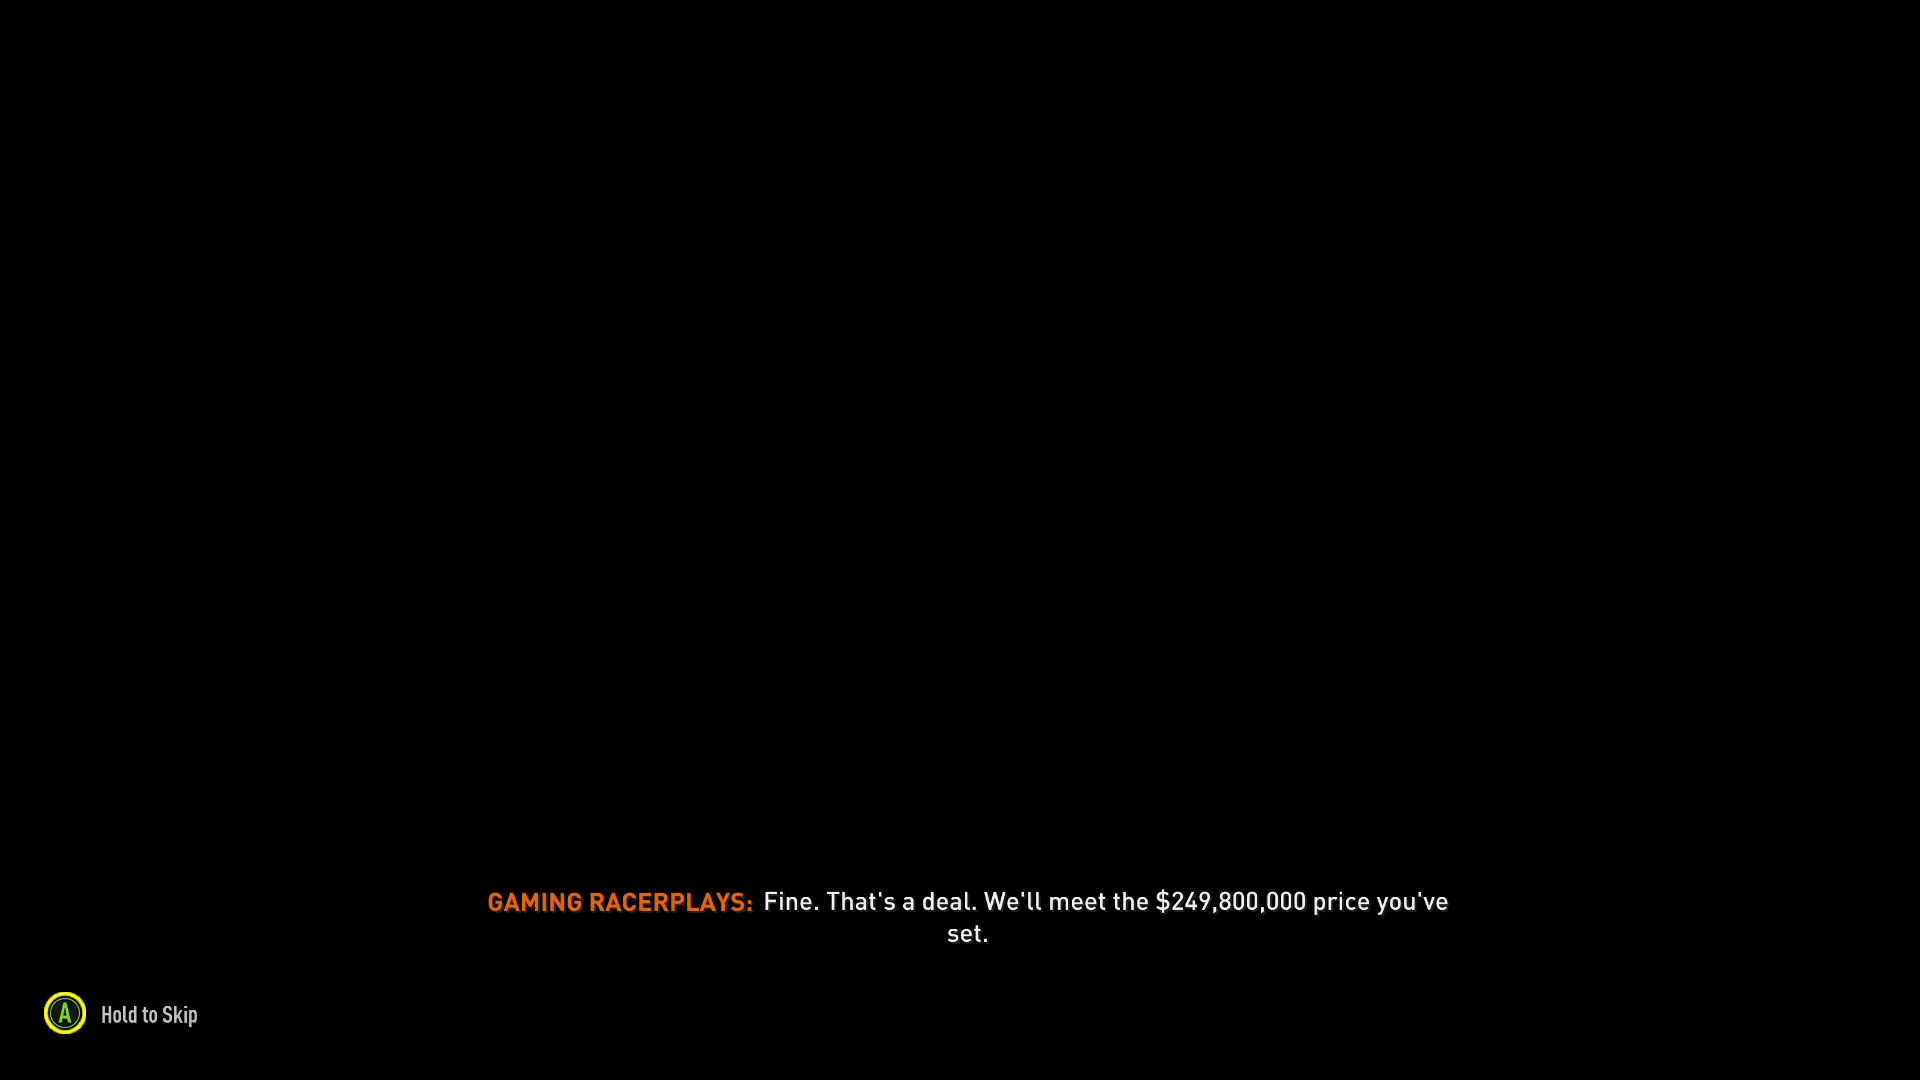 GAMING RACERPLAYS: Fine. That's a deal. We'll meet the $249,800,000 price you've
set.
A Hold to Skip